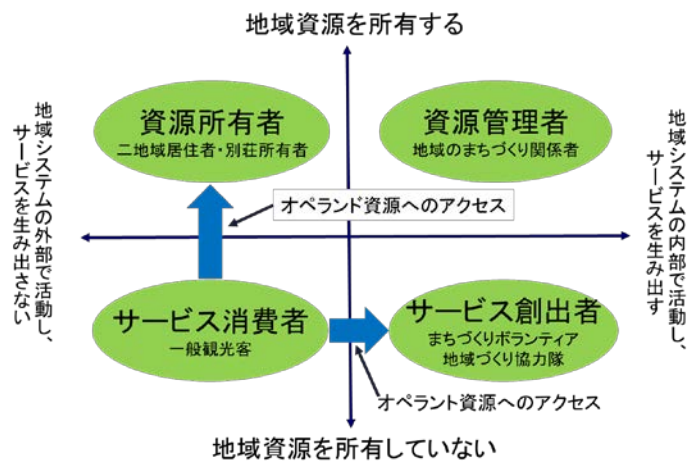 地域資源を所有する
地域システムの外部で活動し、
サービスを生み出さない
資源所有者
二地域居住者・別荘所有者
資源管理者
地域のまちづくり関係者
地域システムの内部で活動し、
サービスを生み出す
オペランド資源へのアクセス
サービス消費者
一般観光客
サービス創出者
まちづくりボランティア
地域づくり協力隊
オペラント資源へのアクセス
地域資源を所有していない